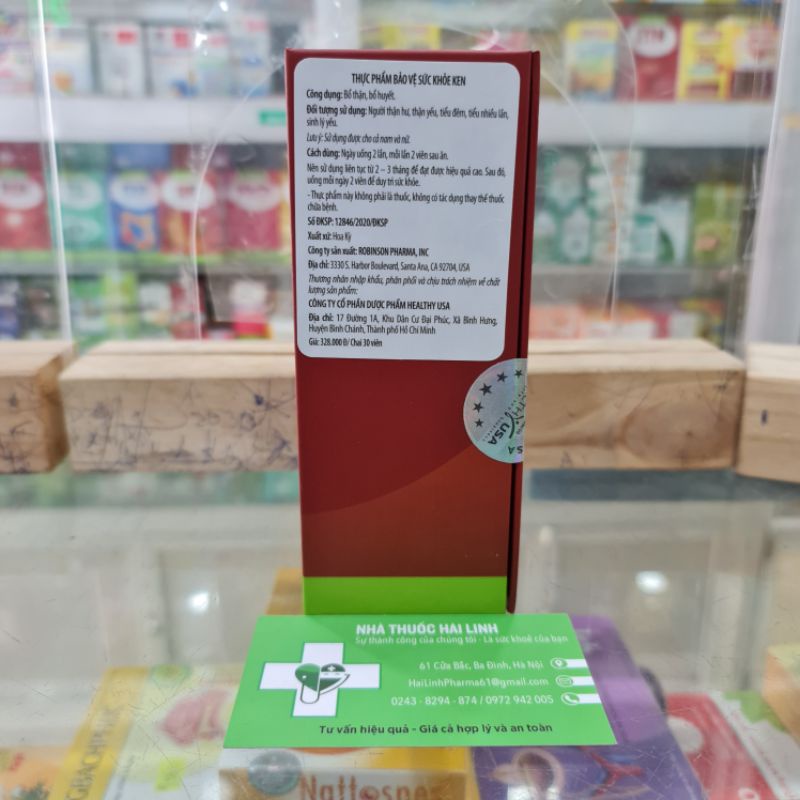 THỰC PHẨM BẢO VỆ SỨC KHỎE KEN
Công dụng: Bổ thận, bổ huyết.
Đối tượng sử dụng: Người thận hư, thận yếu, tiểu đêm, tiểu nhiều lần,
sinh lý yếu.
Lưu ý: Sử dụng được cho cả nam và nữ.
Cách dùng: Ngày uống 2 lần, mỗi lần 2 viên sau ăn.
Nên sử dụng liên tục từ 2 – 3 tháng để đạt được hiệu quả cao. Sau đó,
uống mỗi ngày 2 viên để duy trì sức khỏe.
- Thực phẩm này không phải là thuốc, không có tác dụng thay thế thuốc
chữa bệnh.
Số ĐKSP: 12846/2020/ĐKSP
Xuất xứ: Hoa Kỳ
Công ty sản xuất: ROBINSON PHARMA, INC
Địa chỉ: 3330 S. Harbor Boulevard, Santa Ana, CA 92704, USA
Thương nhân nhập khẩu, phân phối và chịu trách nhiệm về chất
lượng sản phẩm:
CÔNG TY CỔ PHẦN DƯỢC PHẨM HEALTHY USA
Địa chỉ: 17 Đường 1A, Khu Dân Cư Đại Phúc, Xã Bình Hưng,
Huyện Bình Chánh, Thành phố Hồ Chí Minh
Giá: 328.000 Đ/ Chai 30 viên
USA
NHÀ THUỐC HẢI LINH
Sự thành công của chúng tôi - Là sức khoẻ của bạn
61 Cửa Bắc, Ba Đình, Hà Nội
HaiLinhPharma61@gmail.com
0243 - 8294 - 874 / 0972 942 005
Tư vấn hiệu quả - Giá cả hợp lý và an toàn
Nattospe